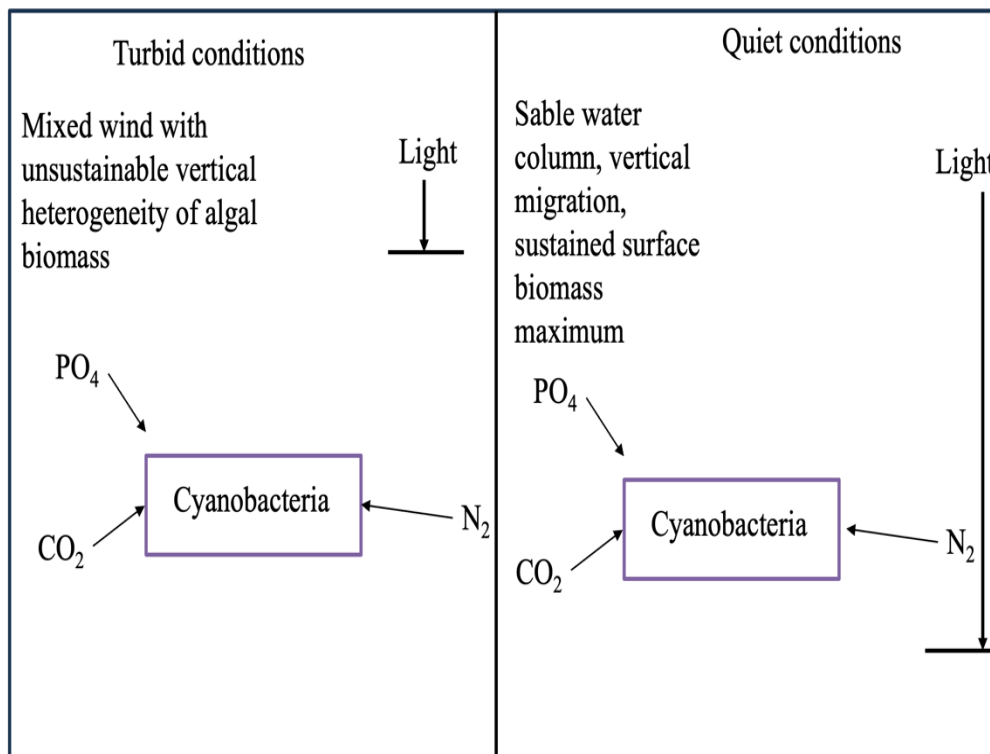 Turbid conditions
Mixed wind with
unsustainable vertical
heterogeneity of algal
biomass
Light
PO₄
Cyanobacteria
CO₂
N₂
Quiet conditions
Sable water
column, vertical
migration,
sustained surface
biomass
maximum
Light
PO₄
Cyanobacteria
CO₂
N₂